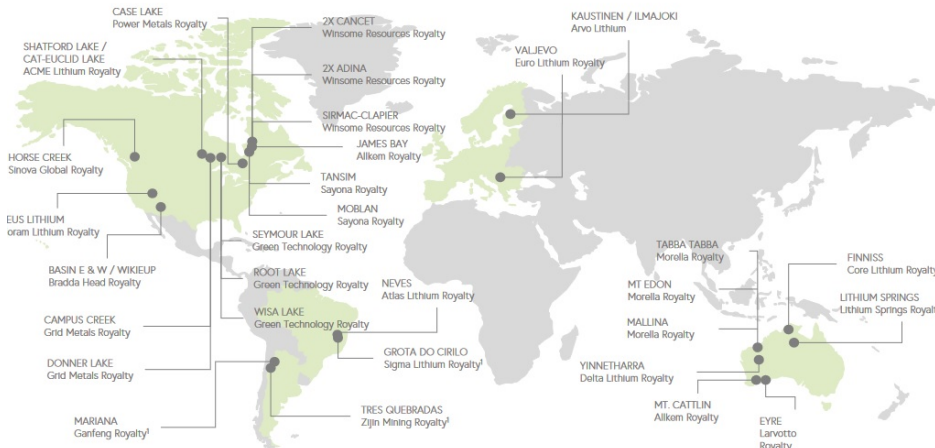 CASE LAKE
Power Metals Royalty
SHATFORD LAKE /
CAT-EUCLID LAKE
ACME Lithium Royalty
2X CANCET
Winsome Resources Royalty
2X ADINA
Winsome Resources Royalty
SIRMAC-CLAPIER
Winsome Resources Royalty
JAMES BAY
Allkem Royalty
TANSIM
Sayona Royalty
MOBLAN
Sayona Royalty
HORSE CREEK
Sinova Global Royalty
EUS LITHIUM
oram Lithium Royalty
BASIN E & W / WIKIEUP
Bradda Head Royalty
SEYMOUR LAKE
Green Technology Royalty
ROOT LAKE
Green Technology Royalty
WISA LAKE
Green Technology Royalty
CAMPUS CREEK
Grid Metals Royalty
DONNER LAKE
Grid Metals Royalty
MARIANA
Ganfeng Royalty¹
NEVES
Atlas Lithium Royalty
GROTA DO CIRILO
Sigma Lithium Royalty¹
TRES QUEBRADAS
Zijin Mining Royalty¹
KAUSTINEN / ILMAJOKI
Arvo Lithium
VALJEVO
Euro Lithium Royalty
TABBA TABBA
Morella Royalty
MT EDON
Morella Royalty
MALLINA
Morella Royalty
YINNETHARRA
Delta Lithium Royalty
MT. CATTLIN
Allkem Royalty
FINNISS
Core Lithium Royalty
LITHIUM SPRINGS
Lithium Springs Royalt
EYRE
Larvotto
Royalty